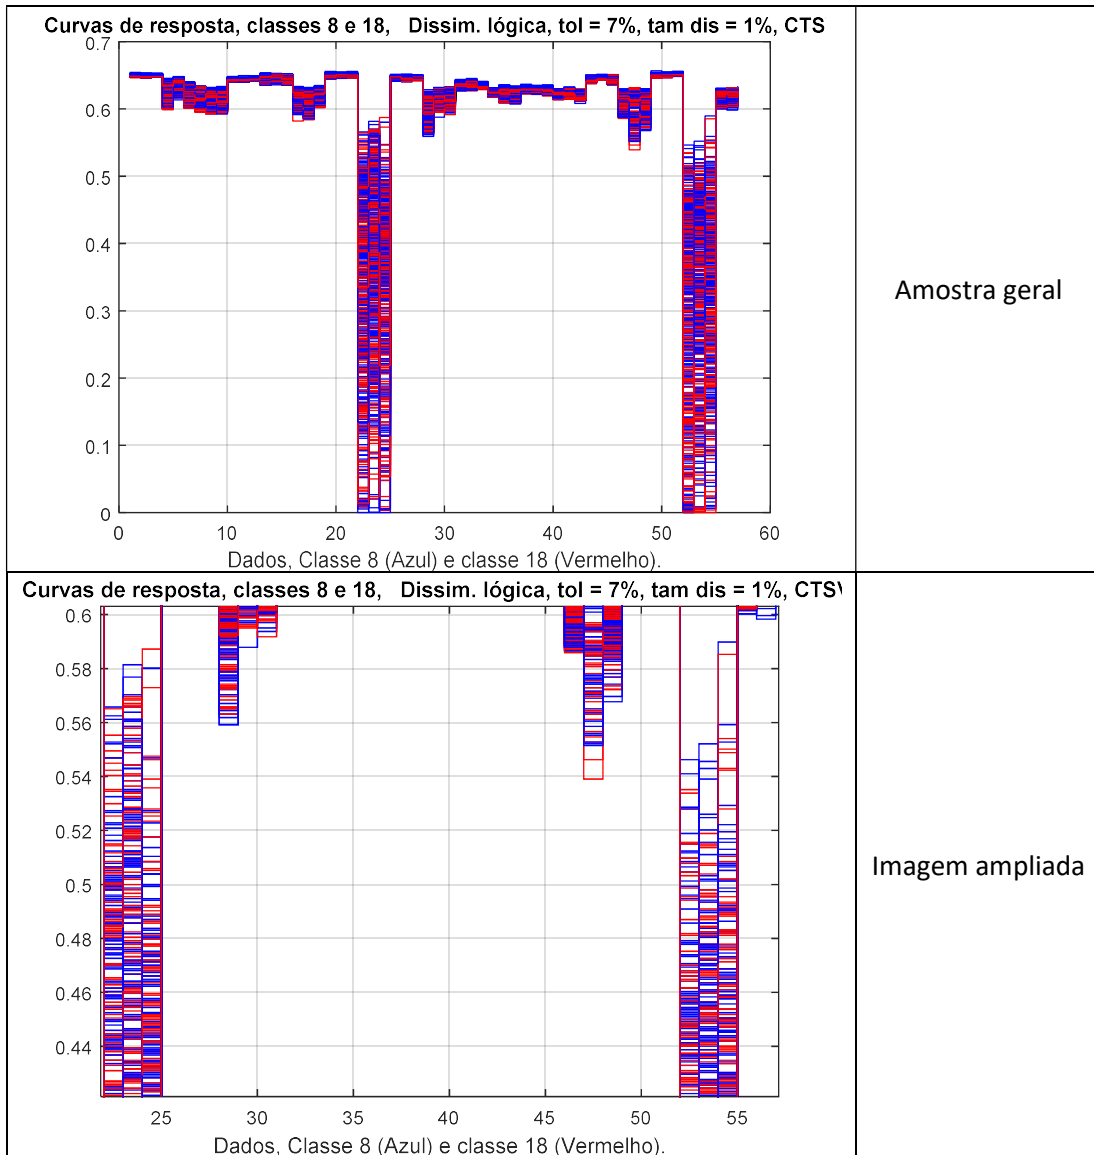 Curvas de resposta, classes 8 e 18, Dissim. lógica, tol = 7%, tam dis = 1%, CTS
0.7
0.6
0.5
0.4
0.3
0.2
0.1
0
0 10 20 30 40 50 60
Dados, Classe 8 (Azul) e classe 18 (Vermelho).
Amostra geral
Curvas de resposta, classes 8 e 18, Dissim. lógica, tol = 7%, tam dis = 1%, CTS
0.6
0.58
0.56
0.54
0.52
0.5
0.48
0.46
0.44
25 30 35 40 45 50 55
Dados, Classe 8 (Azul) e classe 18 (Vermelho).
Imagem ampliada